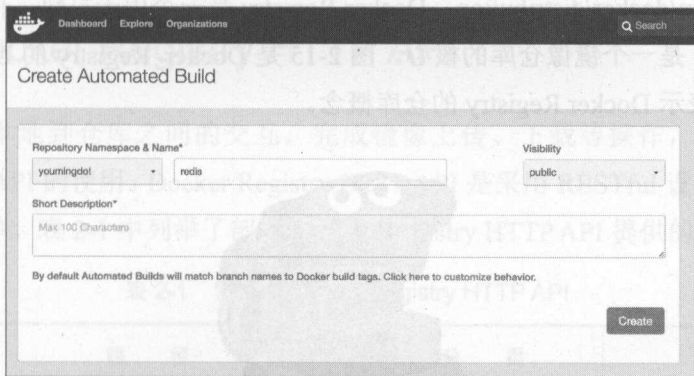 Dashboard Explore Organizations
Search
Create Automated Build
Repository Namespace & Name*
Visibility
youmingdot
redis
public
Short Description*
Max 100 Characters
By default Automated Builds will match branch names to Docker build tags. Click here to customize behavior.
Create